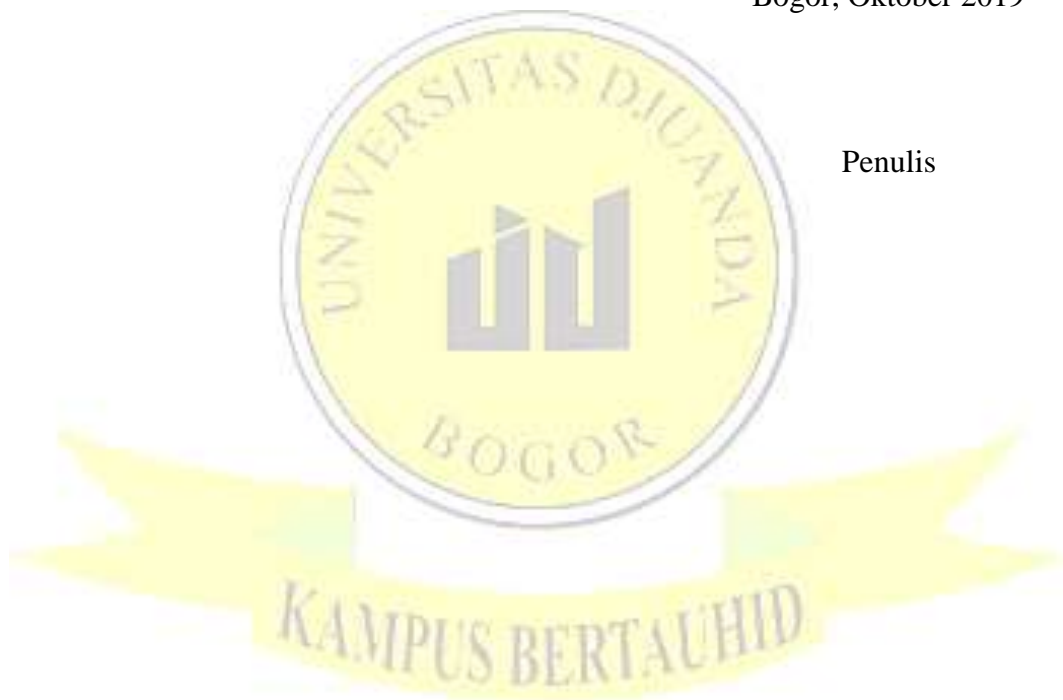 Bogor, Oktober 2019
Penulis
UNIVERSITAS DJUANDA
BOGOR
KAMPUS BERTAUHID